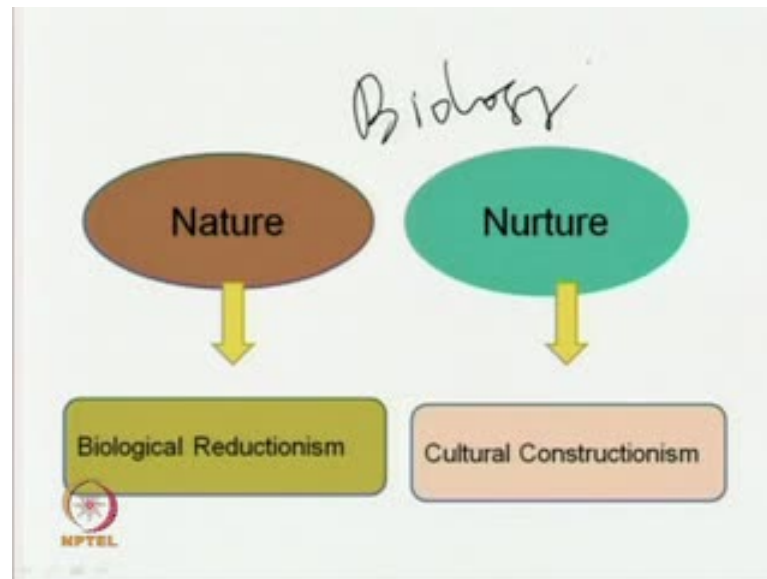 Biology
Nature
Nurture
Biological Reductionism
Cultural Constructionism
NPTEL